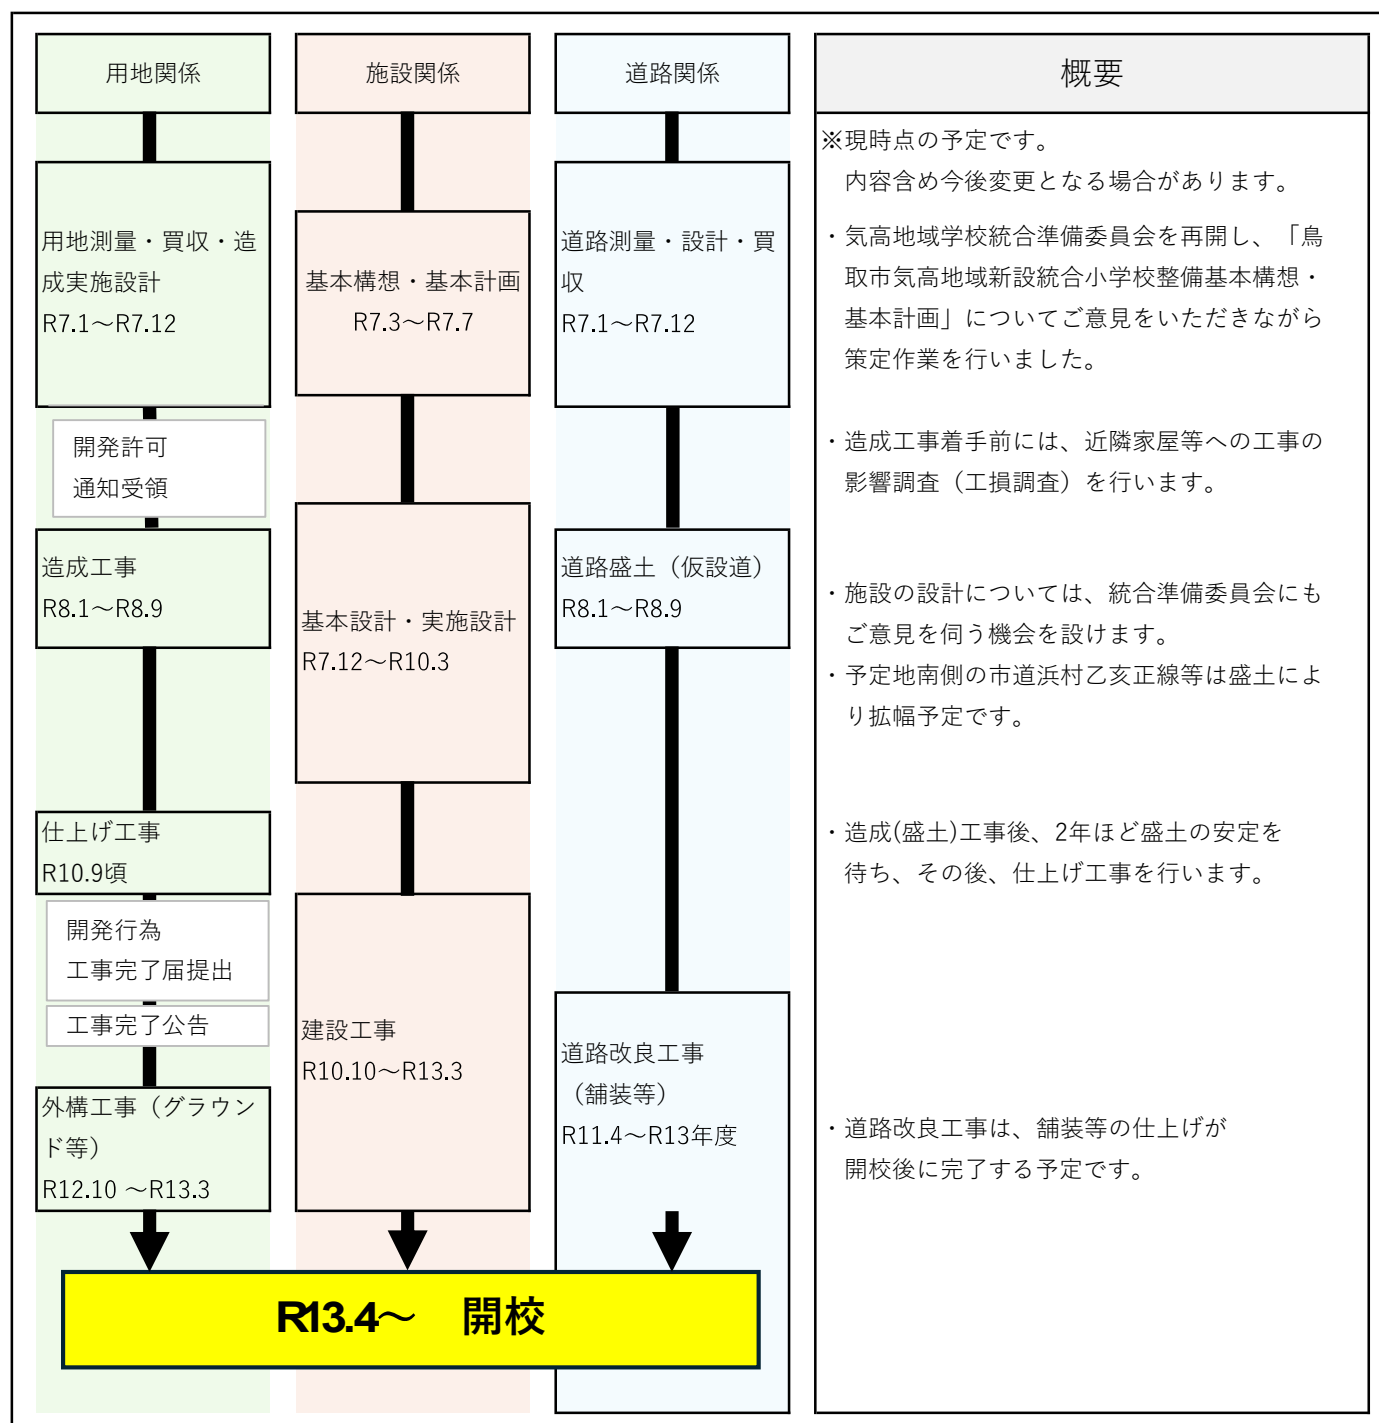 用地関係
用地測量・買収・造
成実施設計
R7.1～R7.12
開発許可
通知受領
造成工事
R8.1～R8.9
仕上げ工事
R10.9頃
開発行為
工事完了届提出
工事完了公告
外構工事（グラウン
ド等）
R12.10 ～R13.3
施設関係
基本構想・基本計画
R7.3～R7.7
基本設計・実施設計
R7.12～R10.3
建設工事
R10.10～R13.3
道路関係
道路測量・設計・買
収
R7.1～R7.12
道路盛土（仮設道）
R8.1～R8.9
道路改良工事
（舗装等）
R11.4～R13年度
R13.4～　開校
概要
※現時点の予定です。
内容含め今後変更となる場合があります。
・気高地域学校統合準備委員会を再開し、「鳥
取市気高地域新設統合小学校整備基本構想・
基本計画」についてご意見をいただきながら
策定作業を行いました。
・造成工事着手前には、近隣家屋等への工事の
影響調査（工損調査）を行います。
・施設の設計については、統合準備委員会にも
ご意見を伺う機会を設けます。
・予定地南側の市道浜村乙亥正線等は盛土によ
り拡幅予定です。
・造成(盛土)工事後、2年ほど盛土の安定を
待ち、その後、仕上げ工事を行います。
・道路改良工事は、舗装等の仕上げが
開校後に完了する予定です。